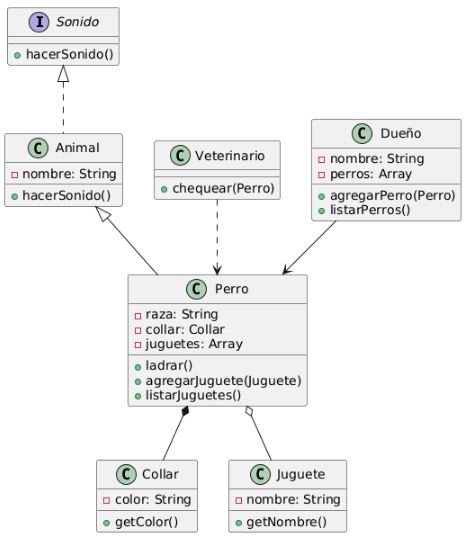 I Sonido
hacerSonido()
C Animal
nombre: String
hacerSonido()
C Veterinario
chequear(Perro)
C Dueño
nombre: String
perros: Array
agregarPerro(Perro)
listarPerros()
C Perro
raza: String
collar: Collar
juguetes: Array
ladrar()
agregarJuguete(Juguete)
listarJuguetes()
C Collar
color: String
getColor()
C Juguete
nombre: String
getNombre()